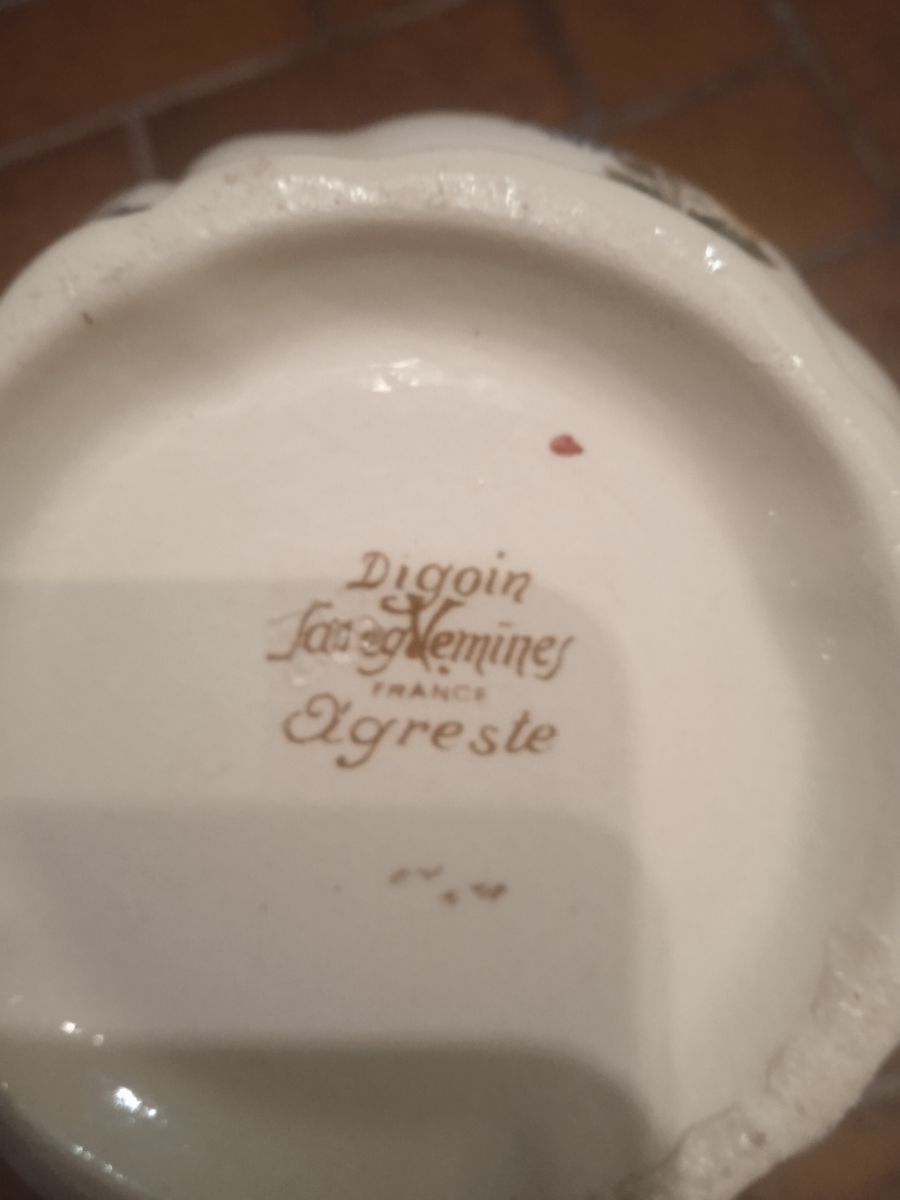 Digoin
Sarreguemines
FRANCE
Agreste